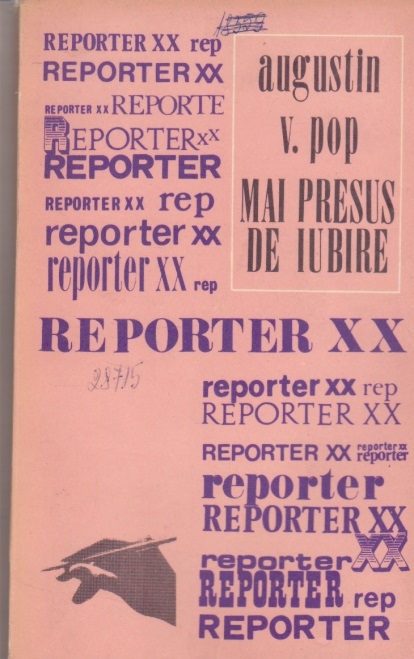 REPORTER XX rep
REPORTER XX
REPORTER XX REPORTE
REPORTER XX
REPORTER
REPORTER XX rep
reporter XX
reporter XX rep
augustin
v. pop
MAI PRESUS
DE IUBIRE
REPORTER XX
28715
reporter XX rep
REPORTER XX
REPORTER XX reporter XX
reporter
reporter
REPORTER XX
reporter XX
REPORTER rep
REPORTER